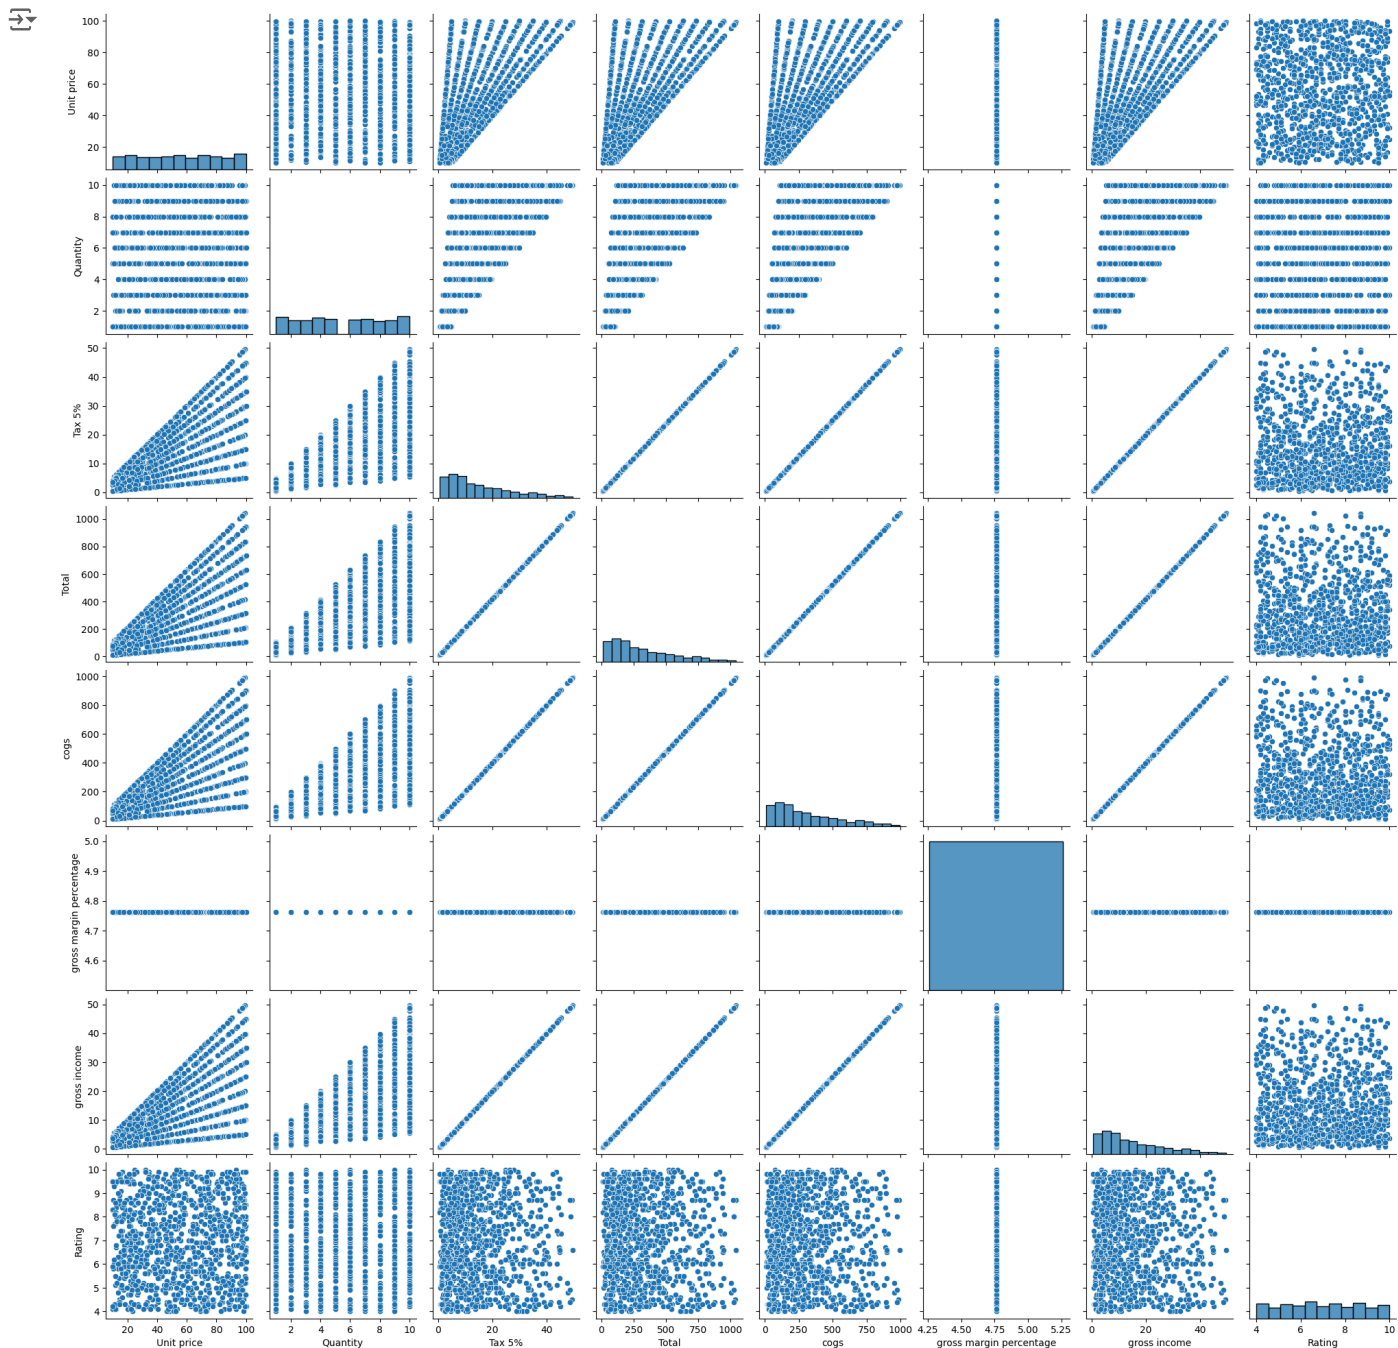 100
80
60
40
20
Unit price
10
8
6
4
2
Quantity
50
40
30
20
10
0
Tax 5%
1000
800
600
400
200
0
Total
1000
800
600
400
200
0
cogs
5.0
4.9
4.8
4.7
4.6
gross margin percentage
50
40
30
20
10
0
gross income
10
9
8
7
6
5
4
Rating
20 40 60 80 100
Unit price
2 4 6 8 10
Quantity
0 20 40
Tax 5%
0 250 500 750 1000
Total
0 250 500 750 1000
cogs
4.25 4.50 4.75 5.00 5.25
gross margin percentage
0 20 40
gross income
4 6 8 10
Rating